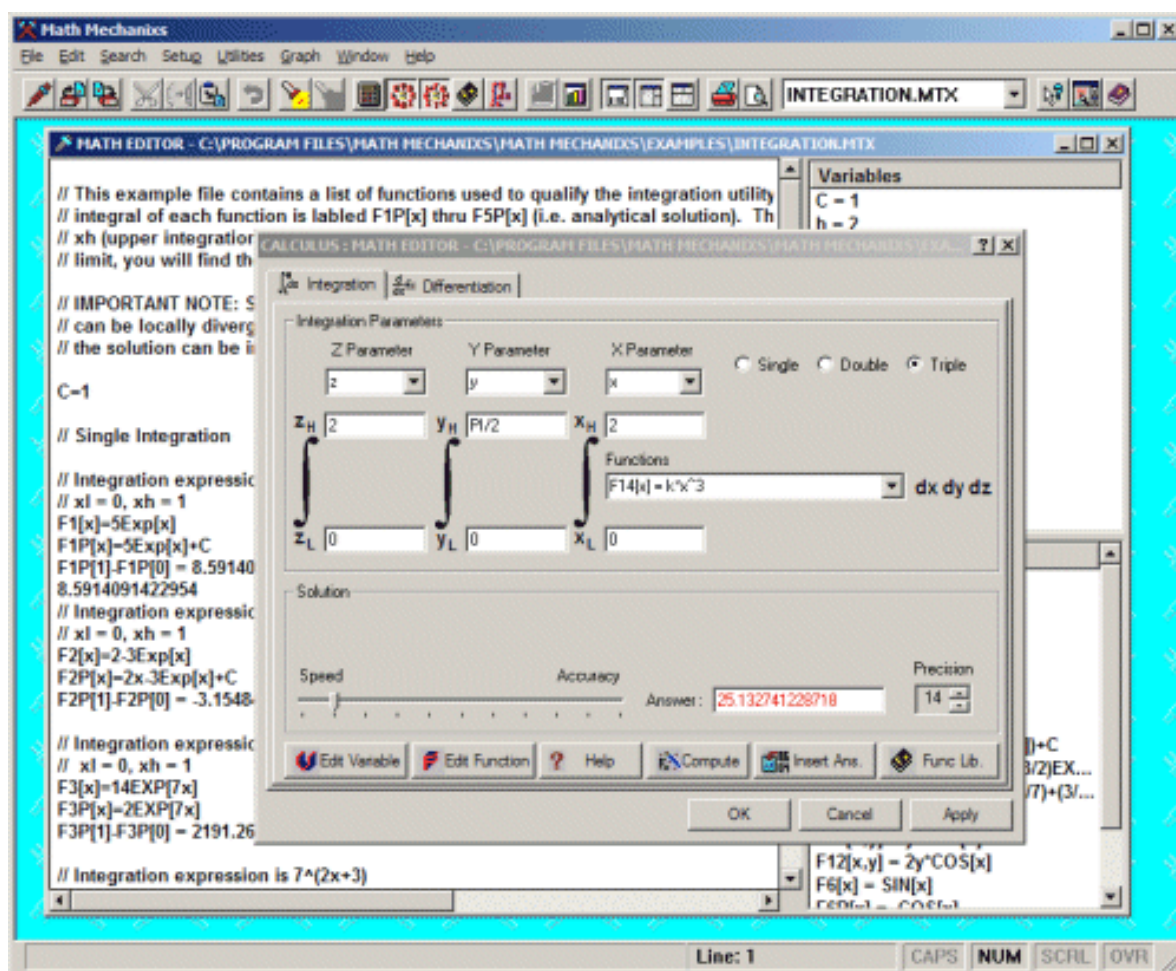 Math Mechanixs
File Edit Search Setup Utilities Graph Window Help
INTEGRATION.MTX
MATH EDITOR - C:\PROGRAM FILES\MATH MECHANIXS\MATH MECHANIXS\EXAMPLES\INTEGRATION.MTX
// This example file contains a list of functions used to qualify the integration utility
// integral of each function is labled F1P[x] thru F5P[x] (i.e. analytical solution). Th
// xh (upper integration
// limit, you will find th
// IMPORTANT NOTE: S
// can be locally diverg
// the solution can be i
C=1
// Single Integration
// Integration expressic
// xl = 0, xh = 1
F1[x]=5Exp[x]
F1P[x]=5Exp[x]+C
F1P[1]-F1P[0] = 8.59140
8.5914091422954
// Integration expressic
// xl = 0, xh = 1
F2[x]=2-3Exp[x]
F2P[x]=2x-3Exp[x]+C
F2P[1]-F2P[0] = -3.1548
// Integration expressic
// xl = 0, xh = 1
F3[x]=14EXP[7x]
F3P[x]=2EXP[7x]
F3P[1]-F3P[0] = 2191.26
// Integration expression is 7^(2x+3)
Variables
C = 1
h = 2
CALCULUS : MATH EDITOR - C:\PROGRAM FILES\MATH MECHANIXS\MATH MECHANIXS\EXA...
Integration Differentiation
Integration Parameters
Z Parameter Y Parameter X Parameter
z y x
Single Double Triple
zH 2 yH PI/2 xH 2
Functions
F14[x] = k*x^3 dx dy dz
zL 0 yL 0 xL 0
Solution
Speed Accuracy
Answer : 25.132741228718
Precision
14
Edit Variable Edit Function Help Compute Insert Ans. Func Lib.
OK Cancel Apply
])+C
3/2)EX...
/7)+(3/...
F12[x,y] = 2y*COS[x]
F6[x] = SIN[x]
Line: 1 CAPS NUM SCRL OVR